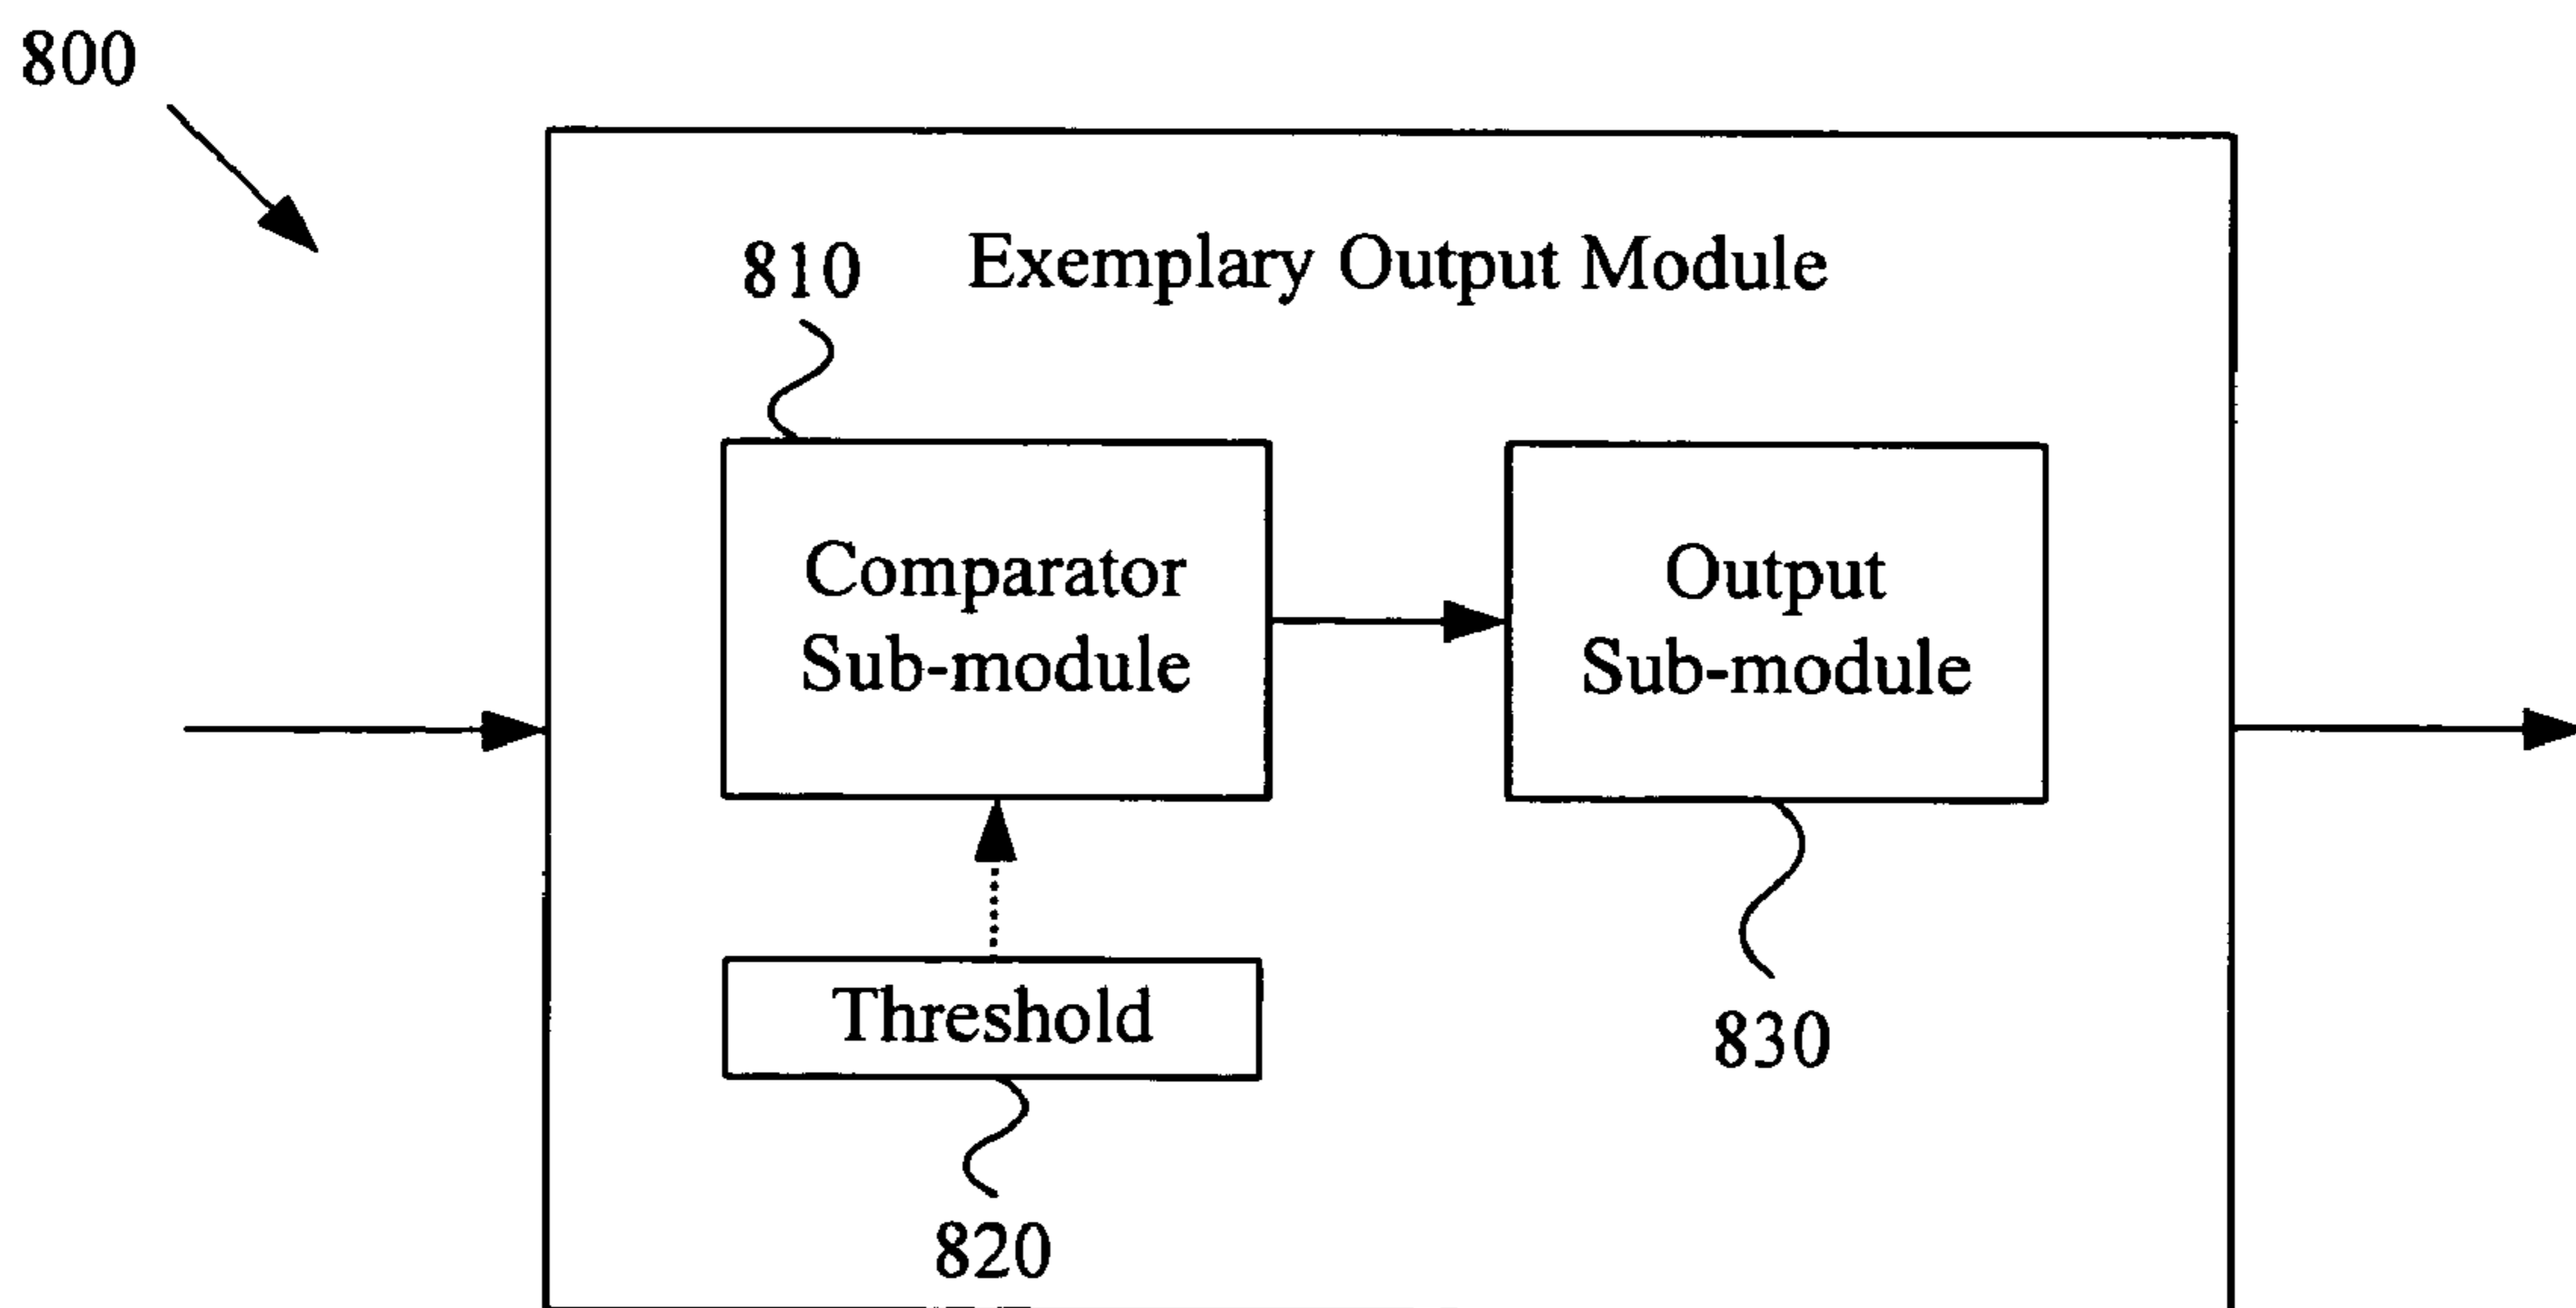 800
Exemplary Output Module
810
Comparator
Sub-module
Output
Sub-module
Threshold
830
820